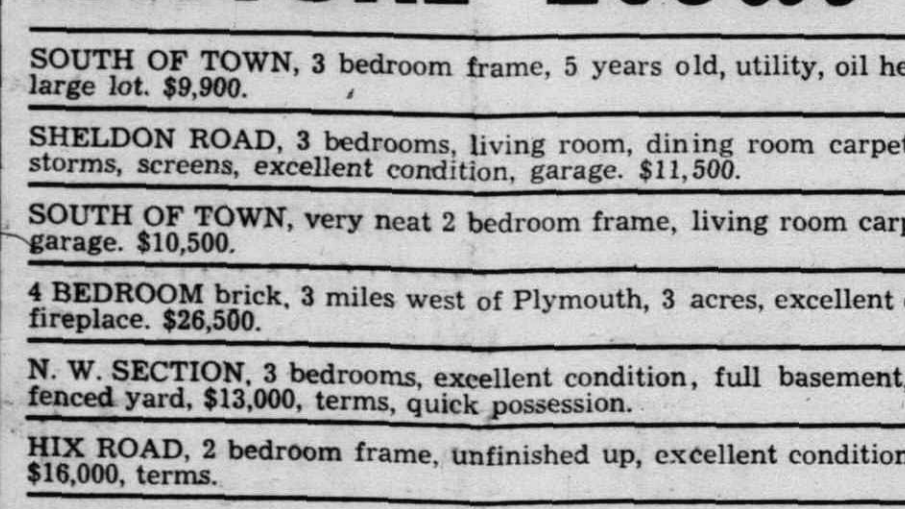 SOUTH OF TOWN, 3 bedroom frame, 5 years old, utility, oil he
large lot. $9,900.
SHELDON ROAD, 3 bedrooms, living room, dining room carpet
storms, screens, excellent condition, garage. $11,500.
SOUTH OF TOWN, very neat 2 bedroom frame, living room carp
garage. $10,500.
4 BEDROOM brick, 3 miles west of Plymouth, 3 acres, excellent
fireplace. $26,500.
N. W. SECTION, 3 bedrooms, excellent condition, full basement,
fenced yard, $13,000, terms, quick possession.
HIX ROAD, 2 bedroom frame, unfinished up, excellent condition
$16,000, terms.